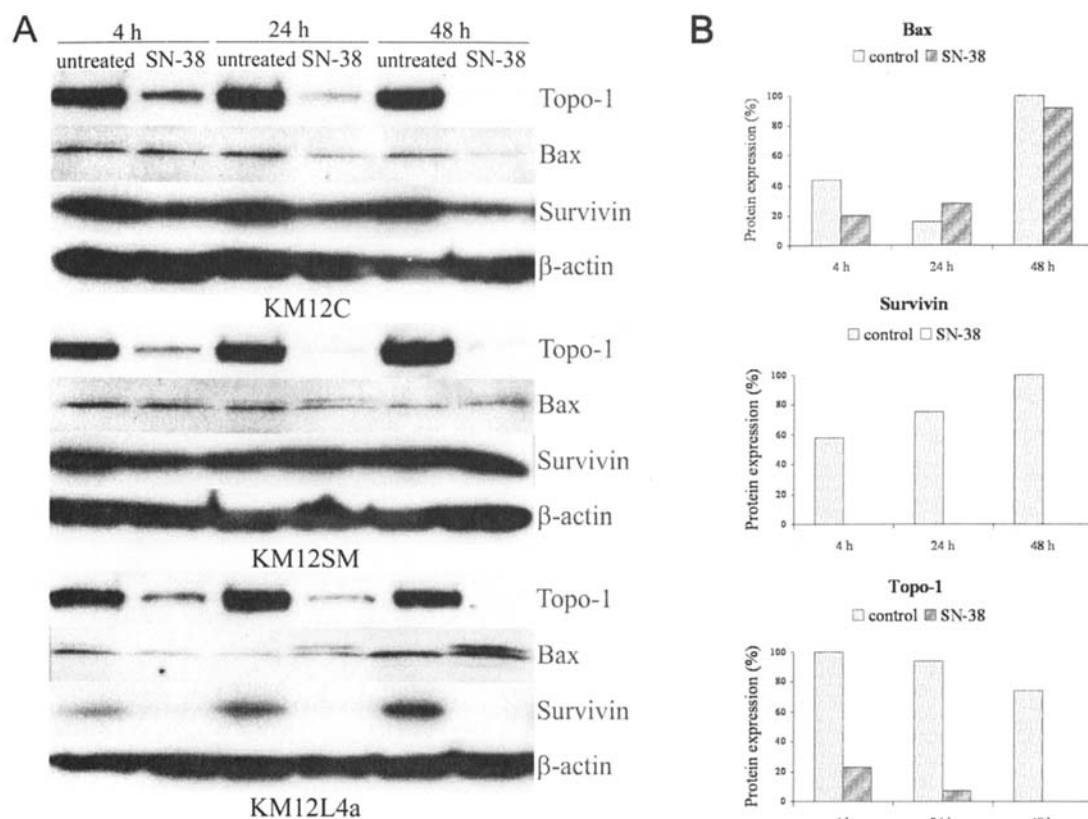 A
4 h 24 h 48 h
untreated SN-38 untreated SN-38 untreated SN-38
Topo-1
Bax
Survivin
β-actin
KM12C
Topo-1
Bax
Survivin
β-actin
KM12SM
Topo-1
Bax
Survivin
β-actin
KM12L4a
B
Bax
control SN-38
Protein expression (%)
100
80
60
40
20
0
4 h 24 h 48 h
Survivin
control SN-38
Protein expression (%)
100
80
60
40
20
0
4 h 24 h 48 h
Topo-1
control SN-38
Protein expression (%)
100
80
60
40
20
0